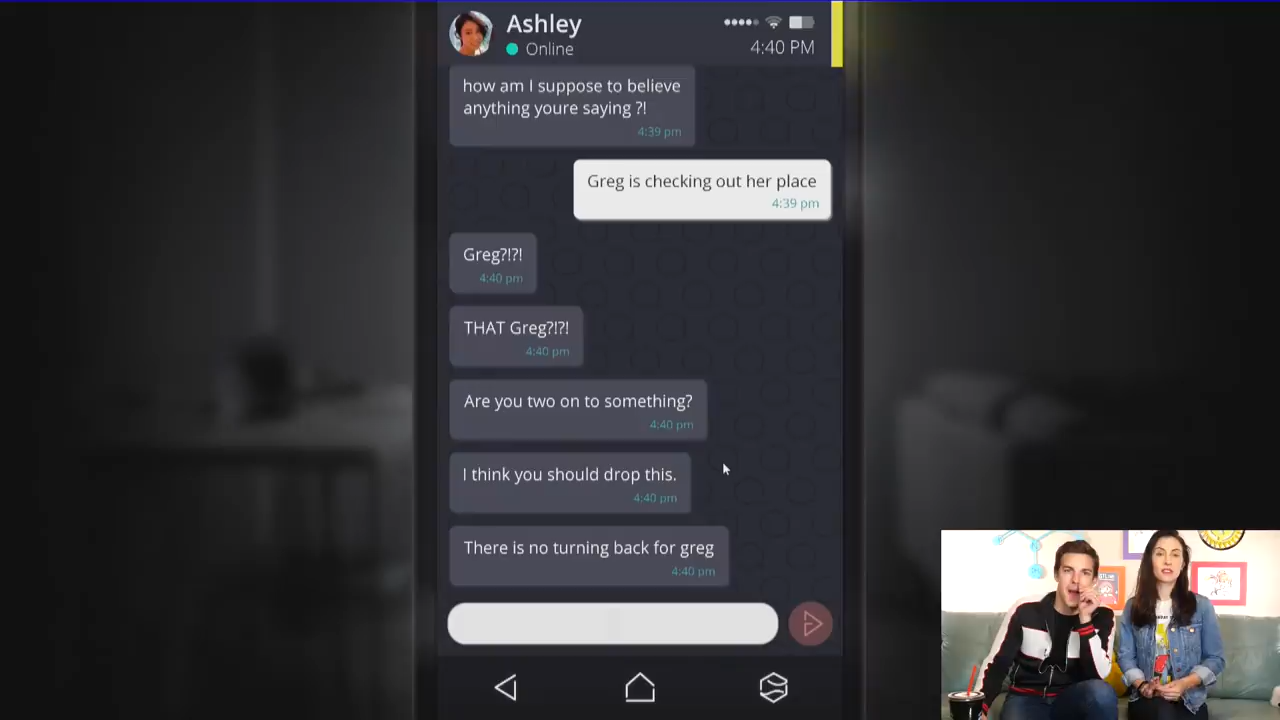 Ashley
Online
4:40 PM
how am I suppose to believe
anything youre saying ?!
4:39 pm
Greg is checking out her place
4:39 pm
Greg?!?!
4:40 pm
THAT Greg?!?!
4:40 pm
Are you two on to something?
4:40 pm
I think you should drop this.
4:40 pm
There is no turning back for greg
4:40 pm